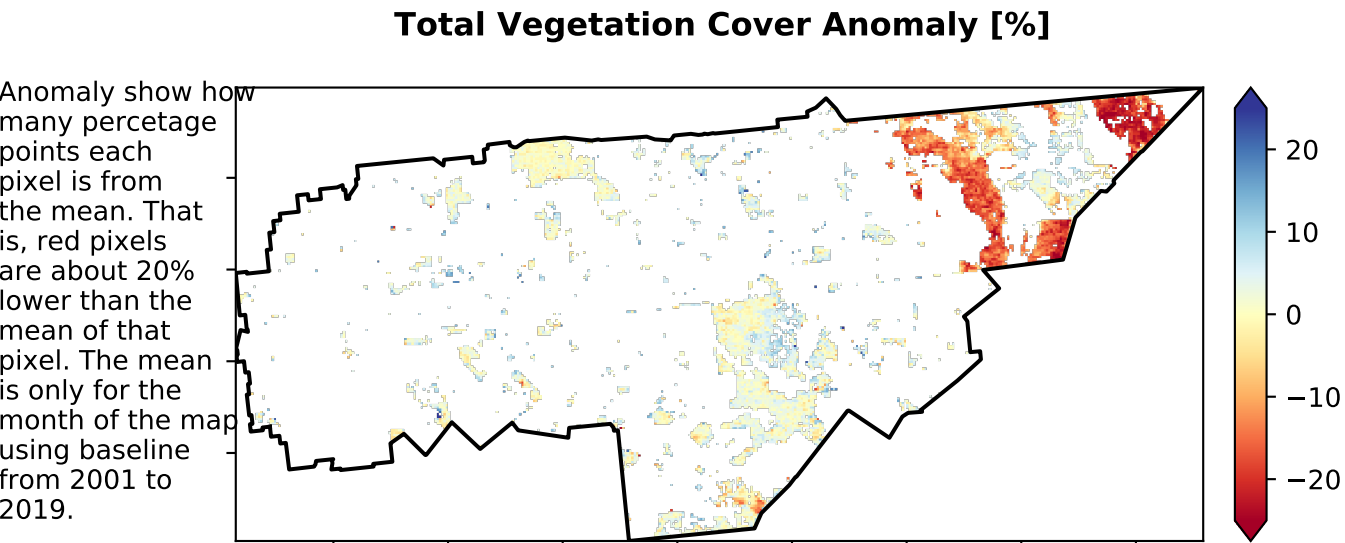 Total Vegetation Cover Anomaly [%]
Anomaly show how
many percetage
points each
pixel is from
the mean. That
is, red pixels
are about 20%
lower than the
mean of that
pixel. The mean
is only for the
month of the map
using baseline
from 2001 to
2019.
20
10
0
−10
−20